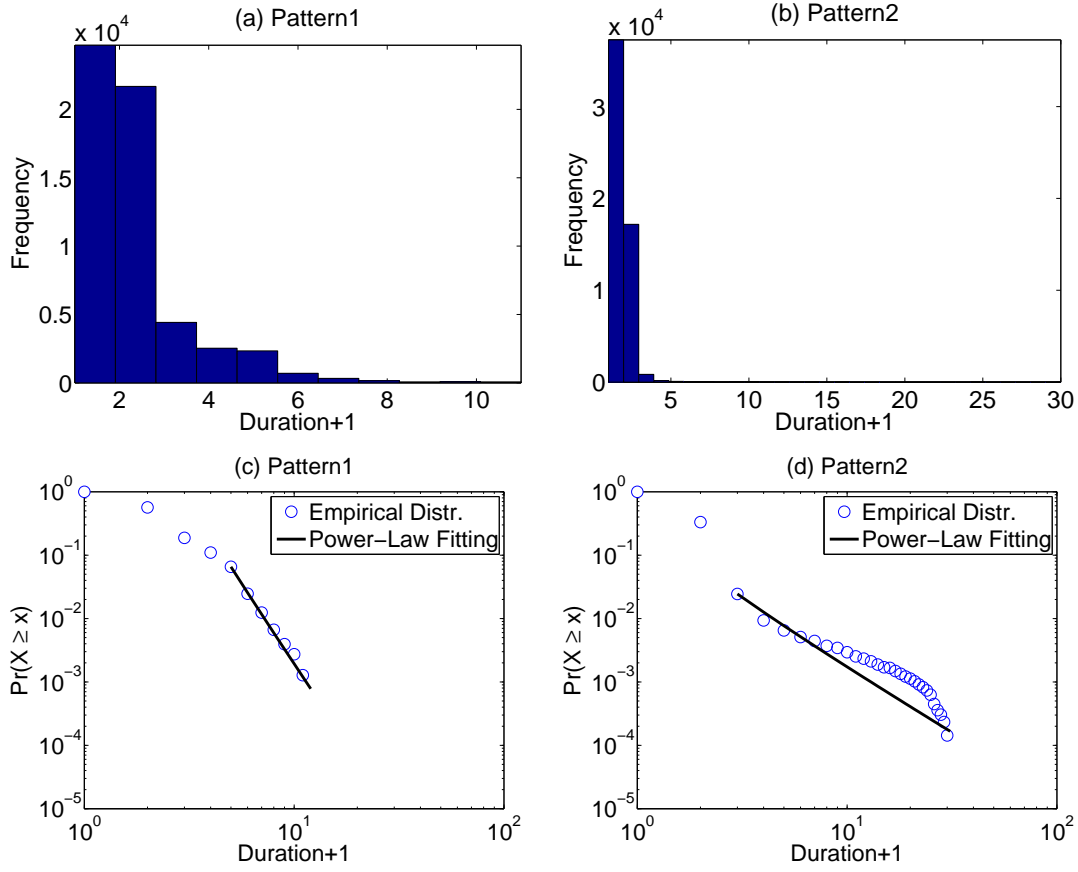 (a) Pattern1
x 10^4
2
1.5
1
0.5
0
Frequency
2 4 6 8 10
Duration+1
(b) Pattern2
x 10^4
3
2
1
0
Frequency
5 10 15 20 25 30
Duration+1
(c) Pattern1
10^0
10^−1
10^−2
10^−3
10^−4
10^−5
Pr(X ≥ x)
Empirical Distr.
Power−Law Fitting
10^0 10^1 10^2
Duration+1
(d) Pattern2
10^0
10^−1
10^−2
10^−3
10^−4
10^−5
Pr(X ≥ x)
Empirical Distr.
Power−Law Fitting
10^0 10^1 10^2
Duration+1